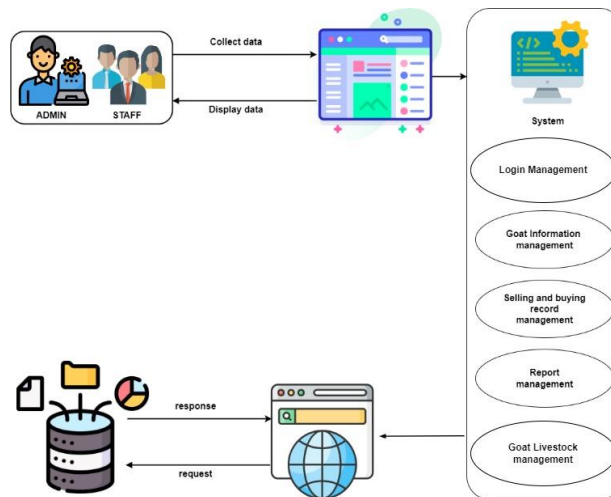 Collect data
ADMIN
STAFF
Display data
</>
System
Login Management
Goat Information
management
Selling and buying
record
management
Report
management
response
request
Goat Livestock
management